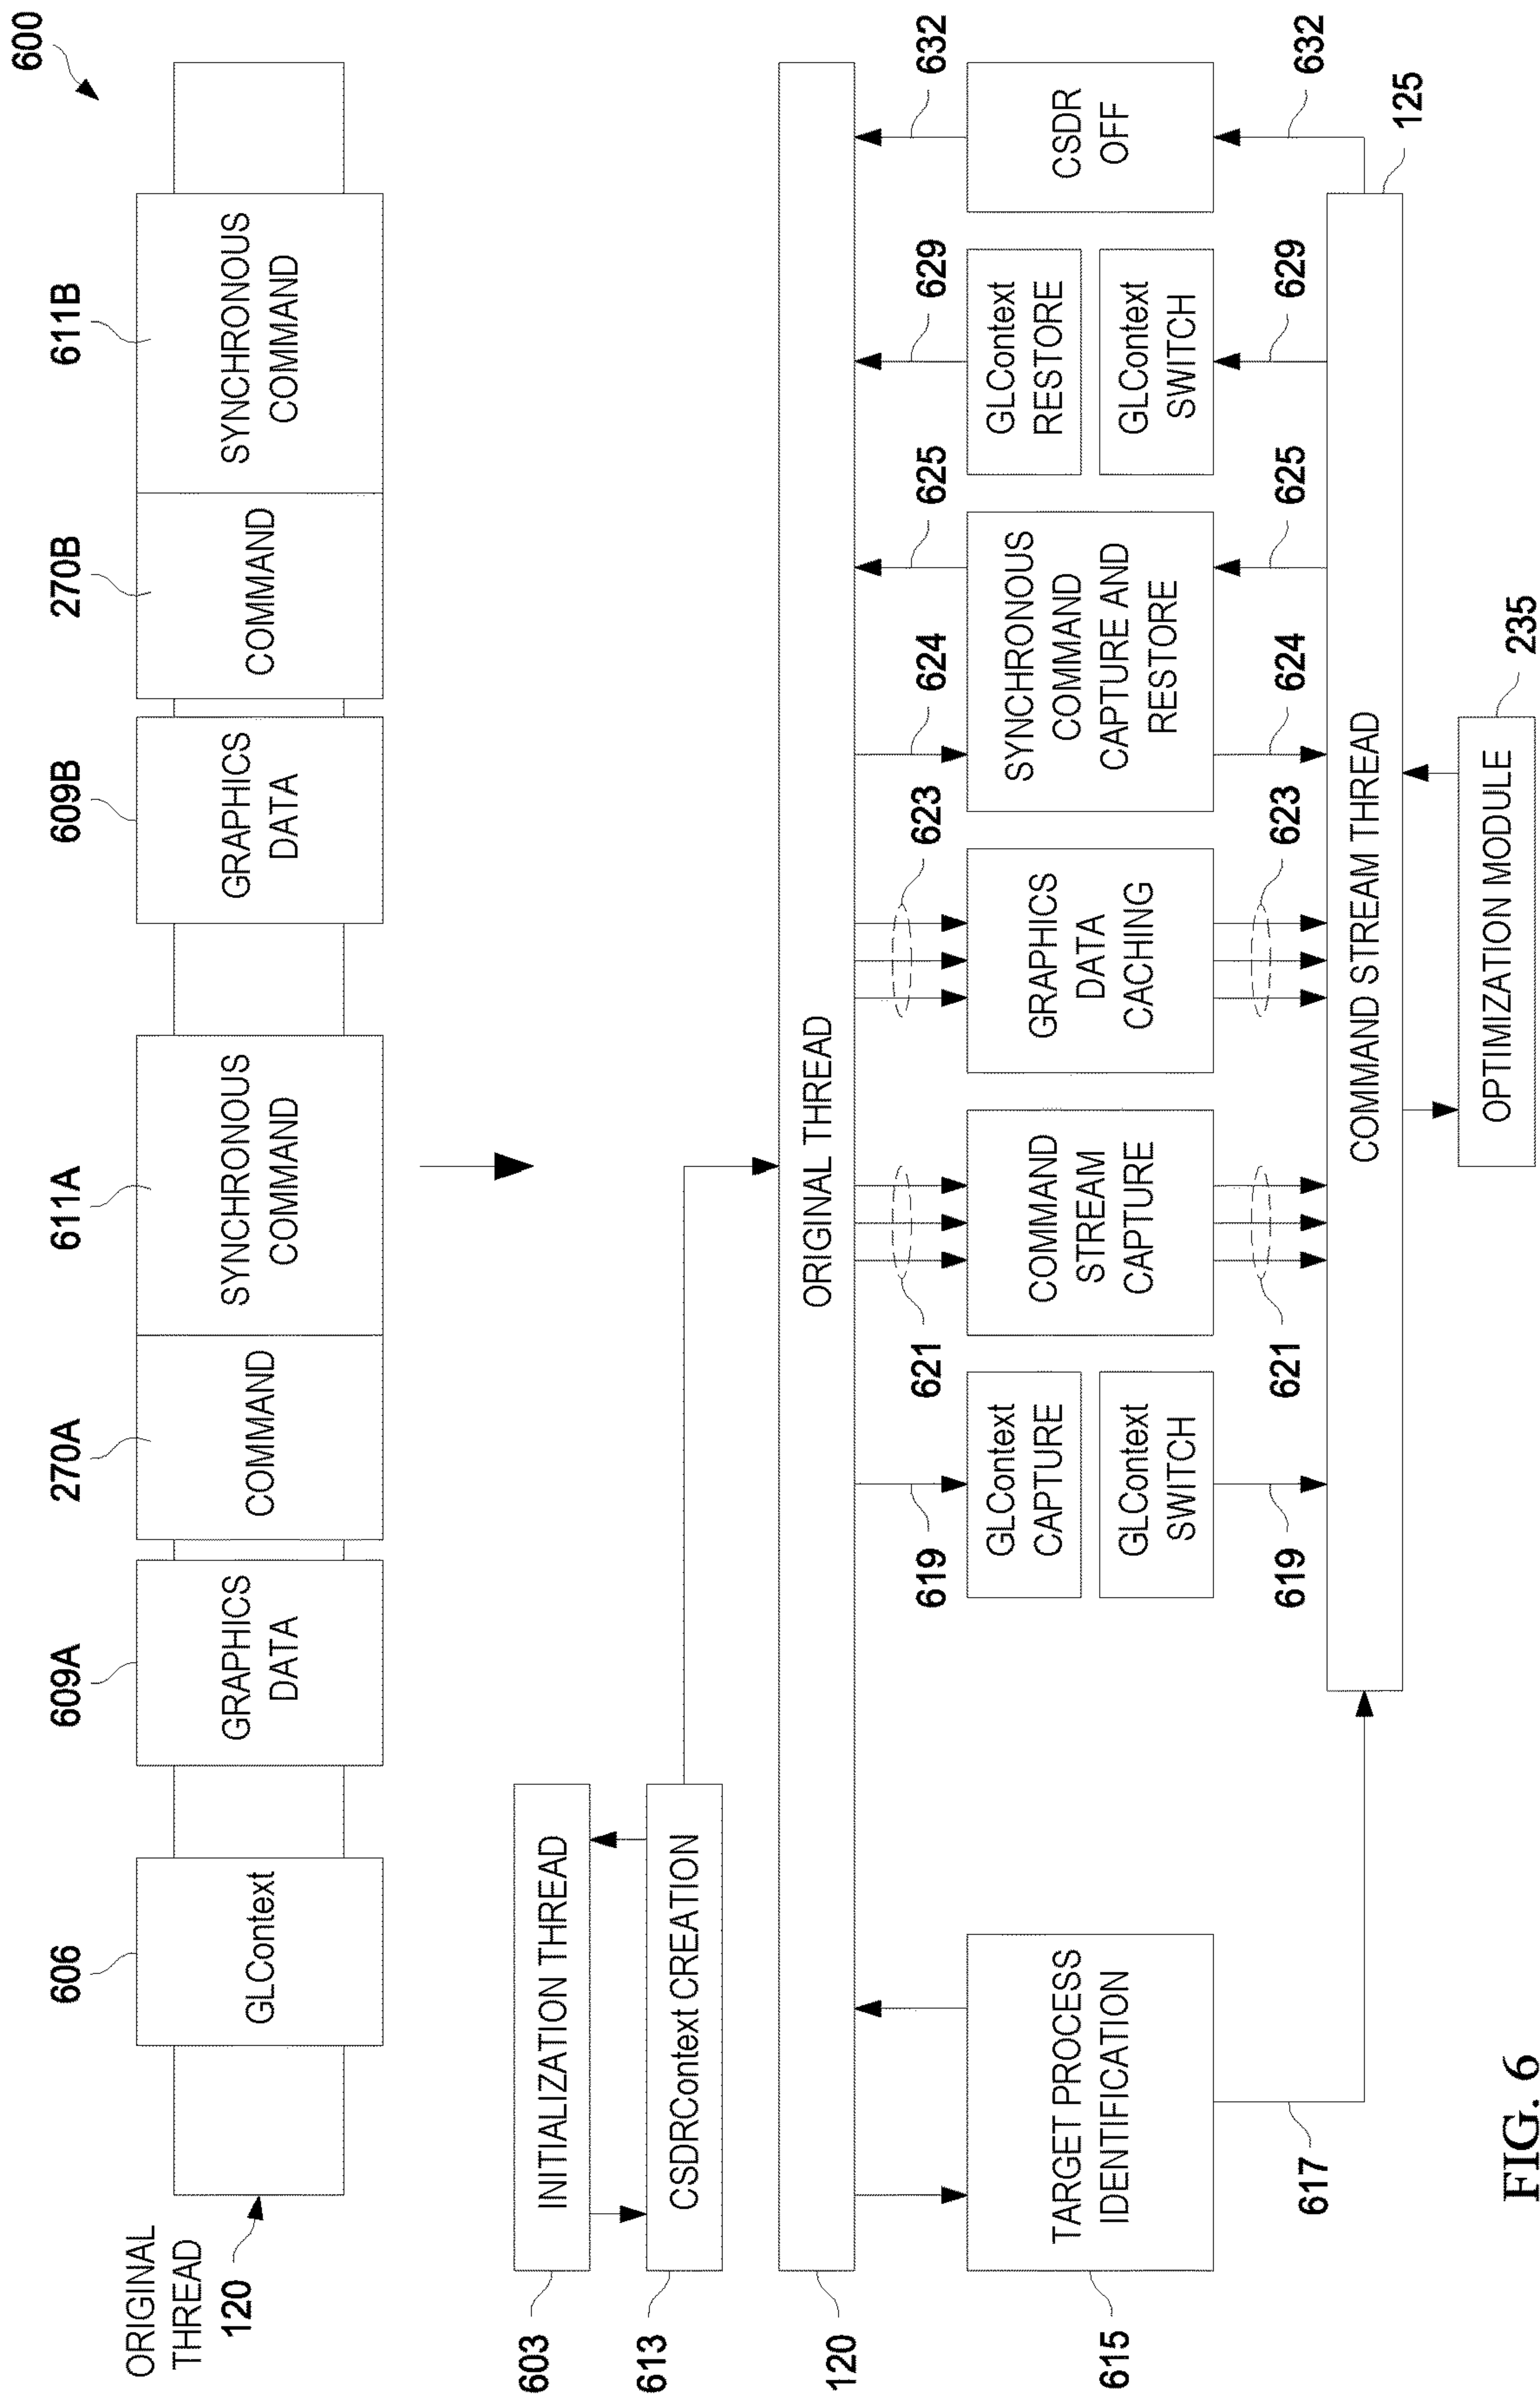 600
ORIGINAL
THREAD
120
606
609A
270A
611A
609B
270B
611B
GLContext
GRAPHICS
DATA
COMMAND
SYNCHRONOUS
COMMAND
GRAPHICS
DATA
COMMAND
SYNCHRONOUS
COMMAND
603
INITIALIZATION THREAD
613
CSDRContext CREATION
120
ORIGINAL THREAD
619
621
623
624
625
629
632
615
TARGET PROCESS
IDENTIFICATION
GLContext
CAPTURE
GLContext
SWITCH
COMMAND
STREAM
CAPTURE
GRAPHICS
DATA
CACHING
SYNCHRONOUS
COMMAND
CAPTURE AND
RESTORE
GLContext
RESTORE
GLContext
SWITCH
CSDR
OFF
617
619
621
623
624
625
629
632
COMMAND STREAM THREAD
125
OPTIMIZATION MODULE
235
FIG. 6